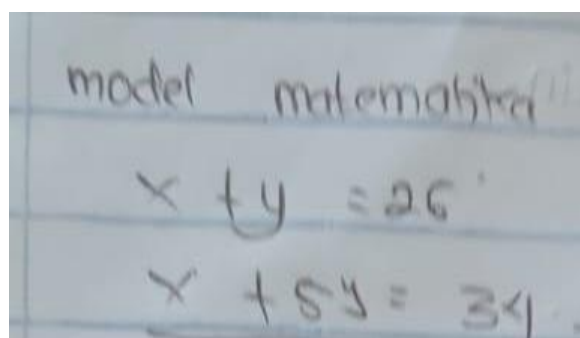 model matematika
x + y = 26
x + 5y = 34